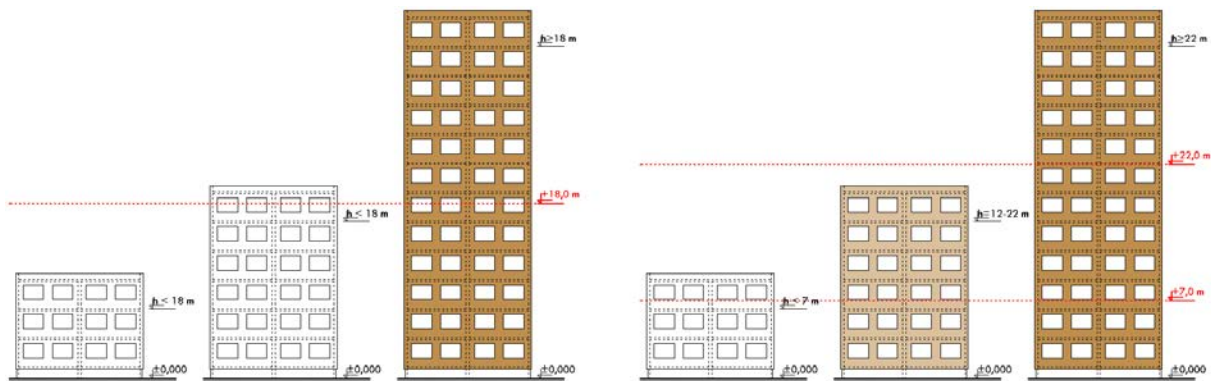 h≥18 m
+18,0 m
h < 18 m
h < 18 m
±0,000
±0,000
±0,000
h≥22 m
+22,0 m
h=12-22 m
+7,0 m
h < 7 m
±0,000
±0,000
±0,000